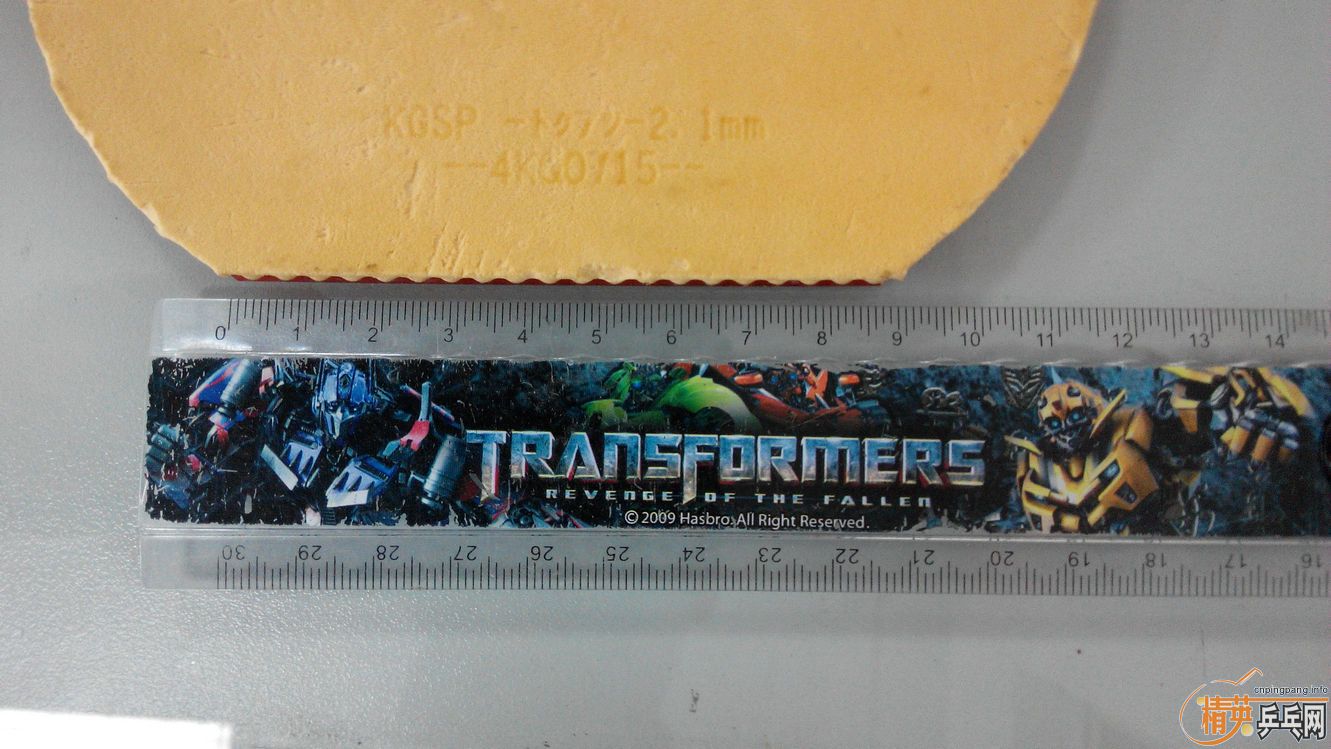 KGSP -トクアツ-2.1mm
--4KG0715--
0 1 2 3 4 5 6 7 8 9 10 11 12 13 14
TRANSFORMERS
REVENGE OF THE FALLEN
© 2009 Hasbro. All Right Reserved.
30 29 28 27 26 25 24 23 22 21 20 19 18 17 16
cnpingpang.info
精英乒乓网